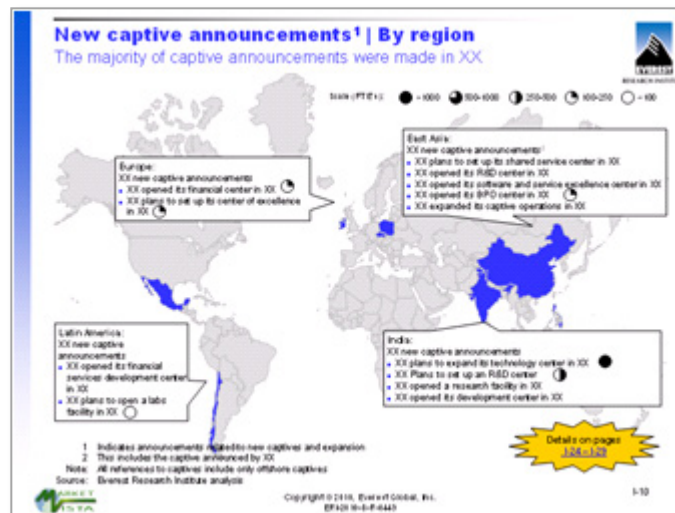 New captive announcements¹ | By region
The majority of captive announcements were made in XX
RESEARCH INSTITUTE
Scale (FTEs): >1000 500-1000 250-500 100-250 <100
Europe:
XX new captive announcements
XX opened its financial center in XX
XX plans to set up its center of excellence
in XX
East Asia:
XX new captive announcements²
XX plans to set up its shared service center in XX
XX opened its R&D center in XX
XX opened its software and service excellence center in XX
XX opened its BPO center in XX
XX expanded its captive operations in XX
Latin America:
XX new captive
announcements
XX opened its financial
services development center
in XX
XX plans to open a labs
facility in XX
India:
XX new captive announcements
XX plans to expand its technology center in XX
XX Plans to set up an R&D center
XX opened a research facility in XX
XX opened its development center in XX
Details on pages
I-24 – I-29
1 Indicates announcements related to new captives and expansion
2 This includes the captive announced by XX
Note: All references to captives include only offshore captives
Source: Everest Research Institute analysis
MARKET VISTA
Copyright © 2010, Everest Global, Inc.
I-10